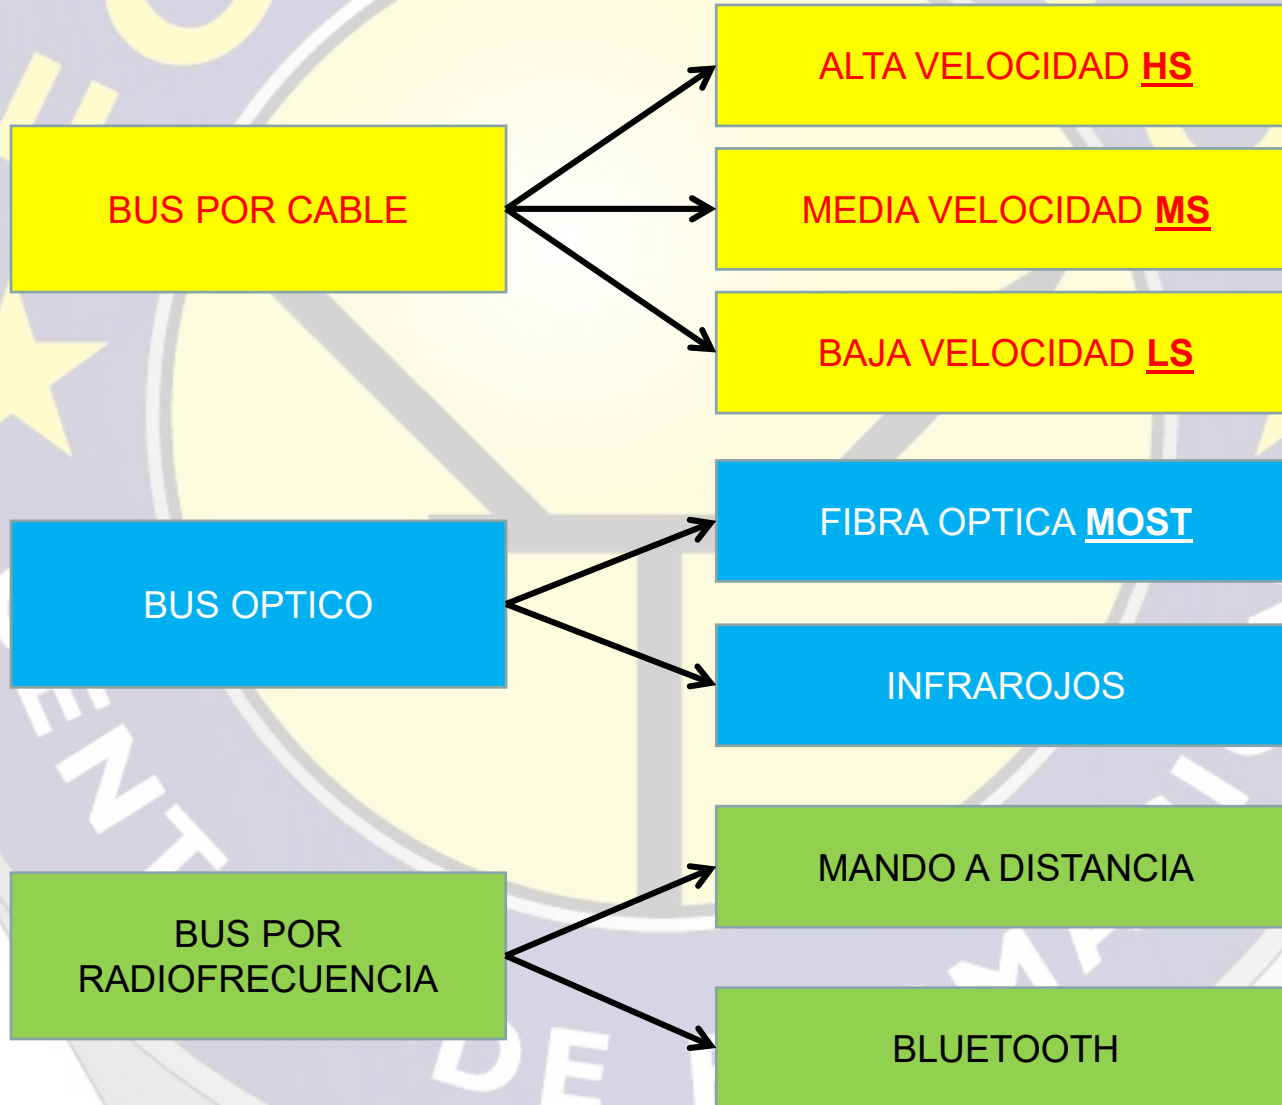 BUS POR CABLE
ALTA VELOCIDAD HS
MEDIA VELOCIDAD MS
BAJA VELOCIDAD LS
BUS OPTICO
FIBRA OPTICA MOST
INFRAROJOS
BUS POR
RADIOFRECUENCIA
MANDO A DISTANCIA
BLUETOOTH
DE